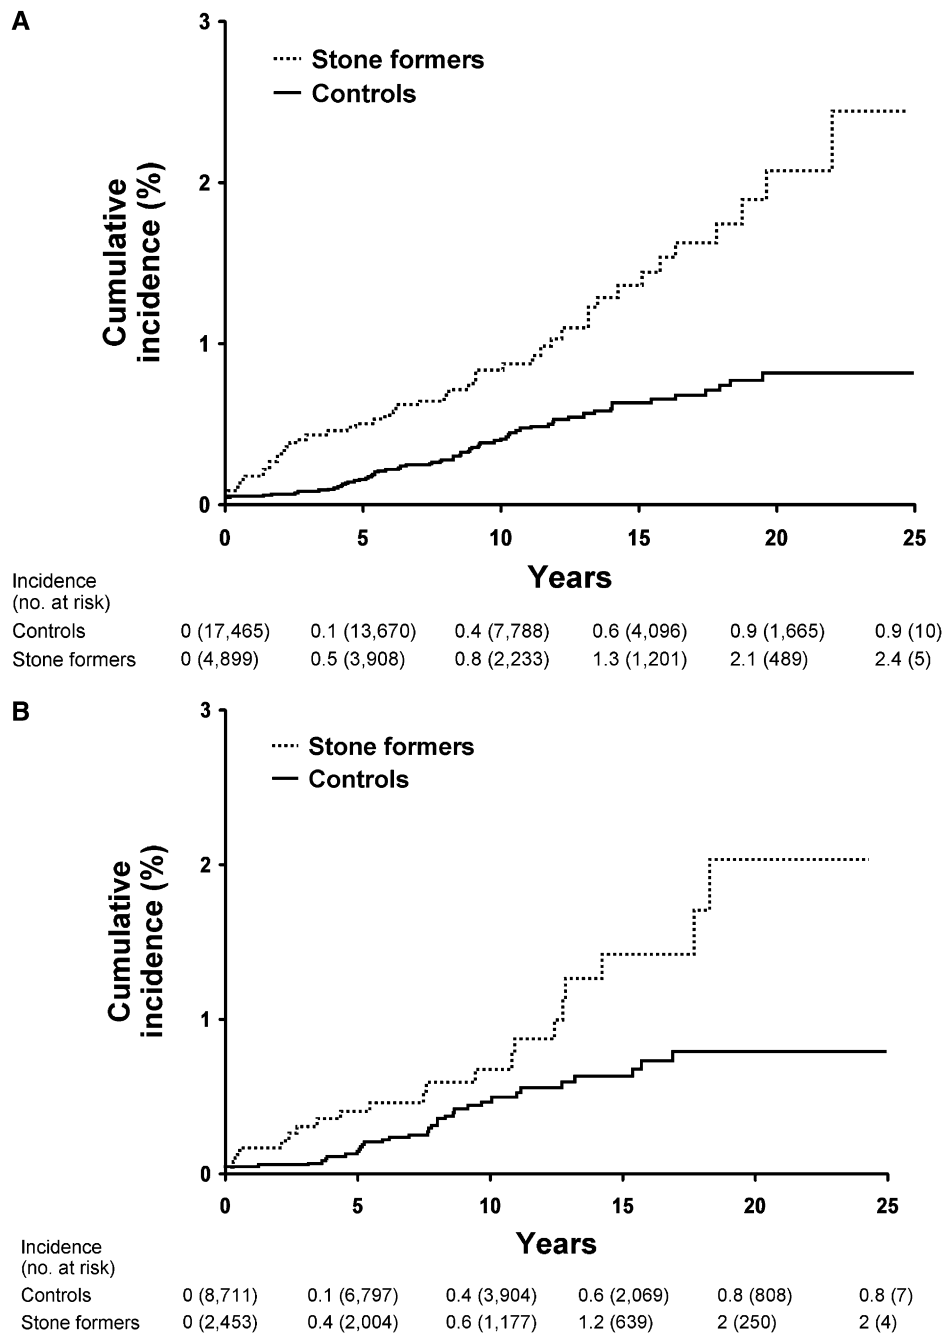 A
3
Stone formers
Controls
2
Cumulative
incidence (%)
1
0
0 5 10 15 20 25
Years
Incidence
(no. at risk)
Controls 0 (17,465) 0.1 (13,670) 0.4 (7,788) 0.6 (4,096) 0.9 (1,665) 0.9 (10)
Stone formers 0 (4,899) 0.5 (3,908) 0.8 (2,233) 1.3 (1,201) 2.1 (489) 2.4 (5)
B
3
Stone formers
Controls
2
Cumulative
incidence (%)
1
0
0 5 10 15 20 25
Years
Incidence
(no. at risk)
Controls 0 (8,711) 0.1 (6,797) 0.4 (3,904) 0.6 (2,069) 0.8 (808) 0.8 (7)
Stone formers 0 (2,453) 0.4 (2,004) 0.6 (1,177) 1.2 (639) 2 (250) 2 (4)